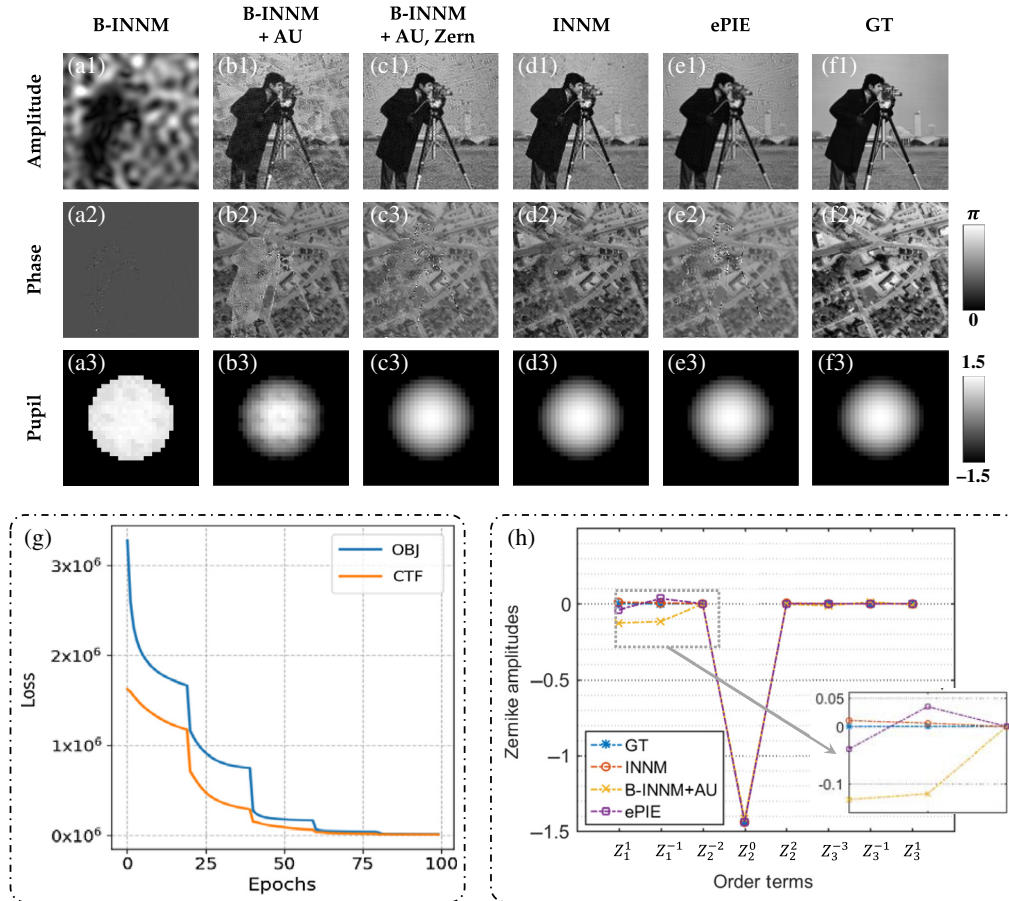 B-INNM
B-INNM
+ AU
B-INNM
+ AU, Zern
INNM
ePIE
GT
Amplitude
(a1)
(b1)
(c1)
(d1)
(e1)
(f1)
Phase
(a2)
(b2)
(c3)
(d2)
(e2)
(f2)
π
0
Pupil
(a3)
(b3)
(c3)
(d3)
(e3)
(f3)
1.5
−1.5
(g)
OBJ
CTF
3x10⁶
2x10⁶
1x10⁶
0x10⁶
Loss
0 25 50 75 100
Epochs
(h)
0
−0.5
−1
−1.5
Zernike amplitudes
GT
INNM
B-INNM+AU
ePIE
0.05
0
-0.1
Z₁¹ Z₁⁻¹ Z₂⁻² Z₂⁰ Z₂² Z₃⁻³ Z₃⁻¹ Z₃¹
Order terms